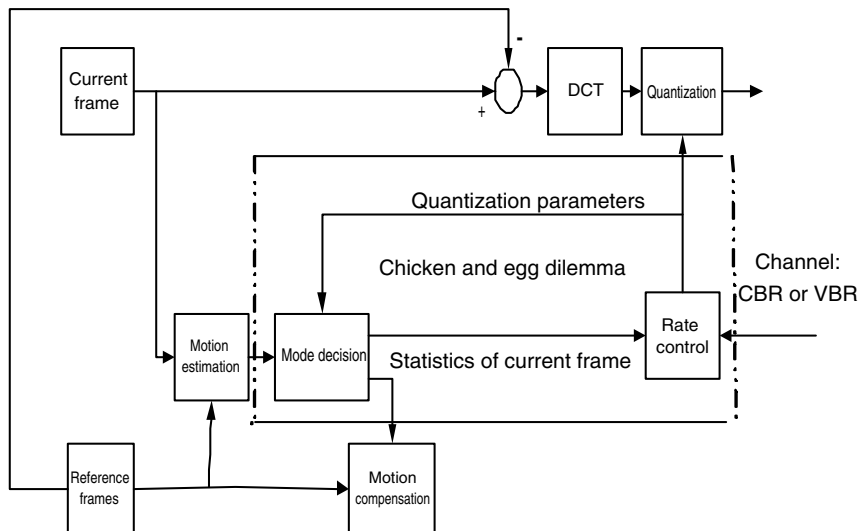 -
Current
frame
+
DCT
Quantization
Quantization parameters
Chicken and egg dilemma
Channel:
CBR or VBR
Motion
estimation
Mode decision
Rate
control
Statistics of current frame
Reference
frames
Motion
compensation